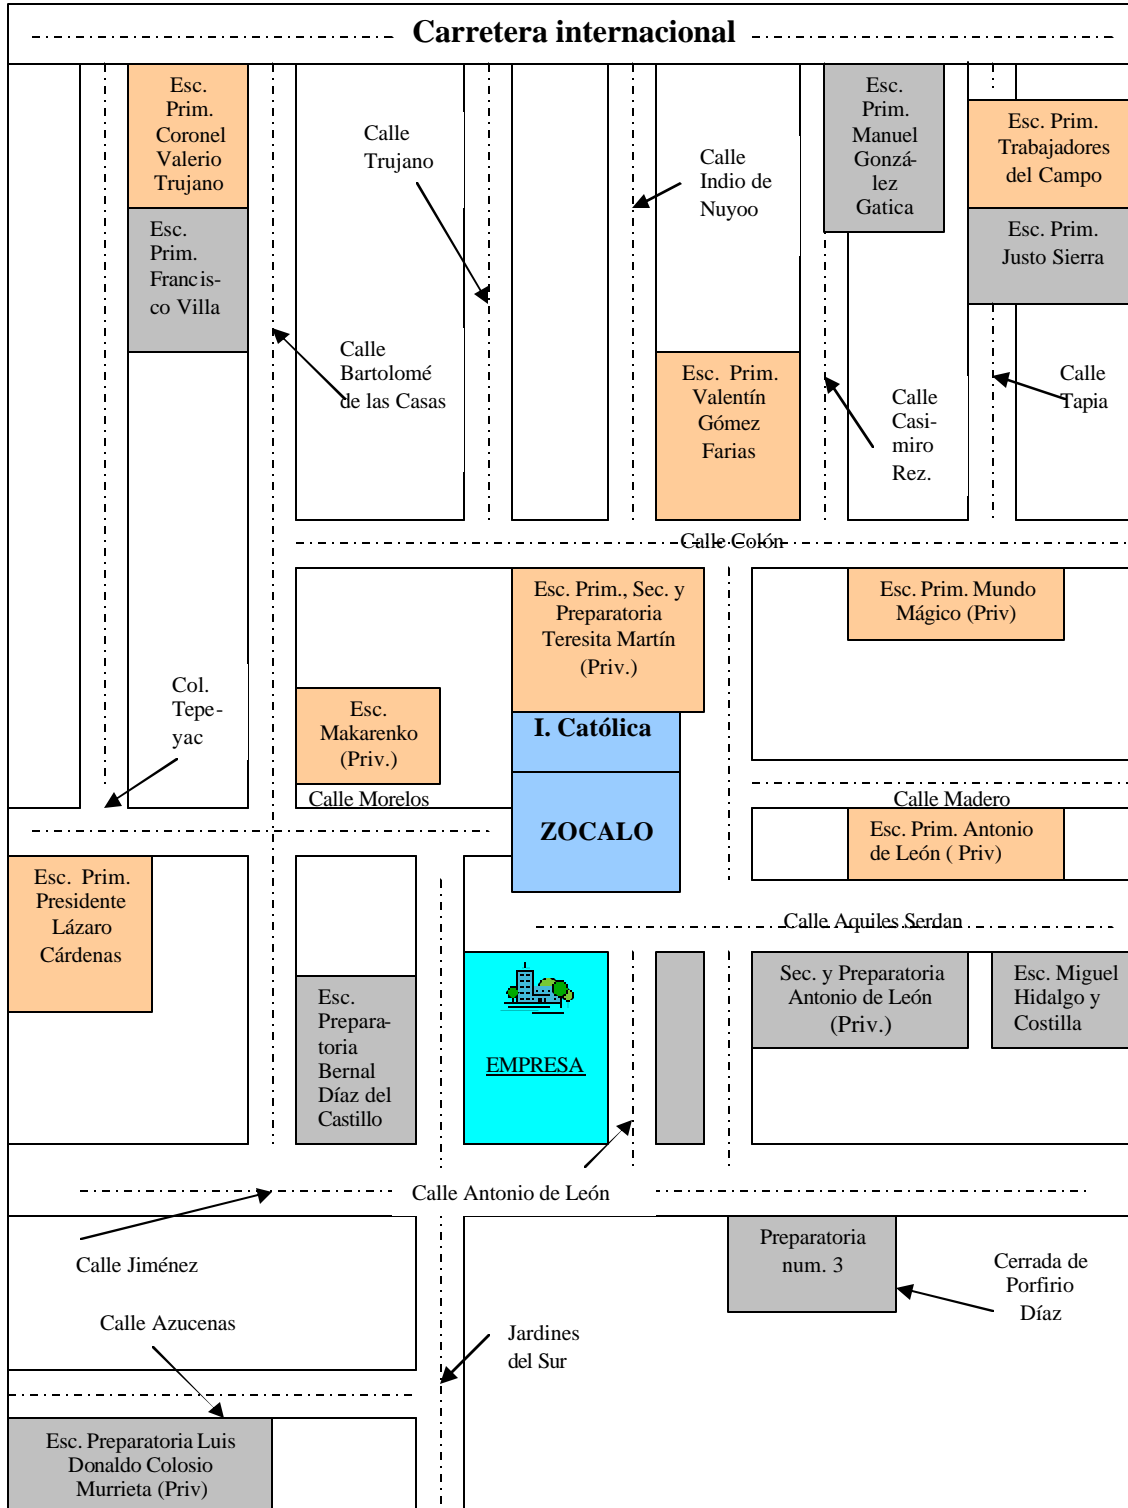 Carretera internacional
Esc.
Prim.
Coronel
Valerio
Trujano
Esc.
Prim.
Francis-
co Villa
Calle
Trujano
Calle
Bartolomé
de las Casas
Calle
Indio de
Nuyoo
Esc. Prim.
Valentín
Gómez
Farias
Esc.
Prim.
Manuel
Gonzá-
lez
Gatica
Calle
Casi-
miro
Rez.
Esc. Prim.
Trabajadores
del Campo
Esc. Prim.
Justo Sierra
Calle
Tapia
Calle Colón
Esc. Prim., Sec. y
Preparatoria
Teresita Martín
(Priv.)
Esc. Prim. Mundo
Mágico (Priv)
Col.
Tepe-
yac
Esc.
Makarenko
(Priv.)
I. Católica
Calle Morelos
ZOCALO
Calle Madero
Esc. Prim. Antonio
de León ( Priv)
Esc. Prim.
Presidente
Lázaro
Cárdenas
Calle Aquiles Serdan
Esc.
Prepara-
toria
Bernal
Díaz del
Castillo
EMPRESA
Sec. y Preparatoria
Antonio de León
(Priv.)
Esc. Miguel
Hidalgo y
Costilla
Calle Antonio de León
Calle Jiménez
Preparatoria
num. 3
Cerrada de
Porfirio
Díaz
Calle Azucenas
Jardines
del Sur
Esc. Preparatoria Luis
Donaldo Colosio
Murrieta (Priv)